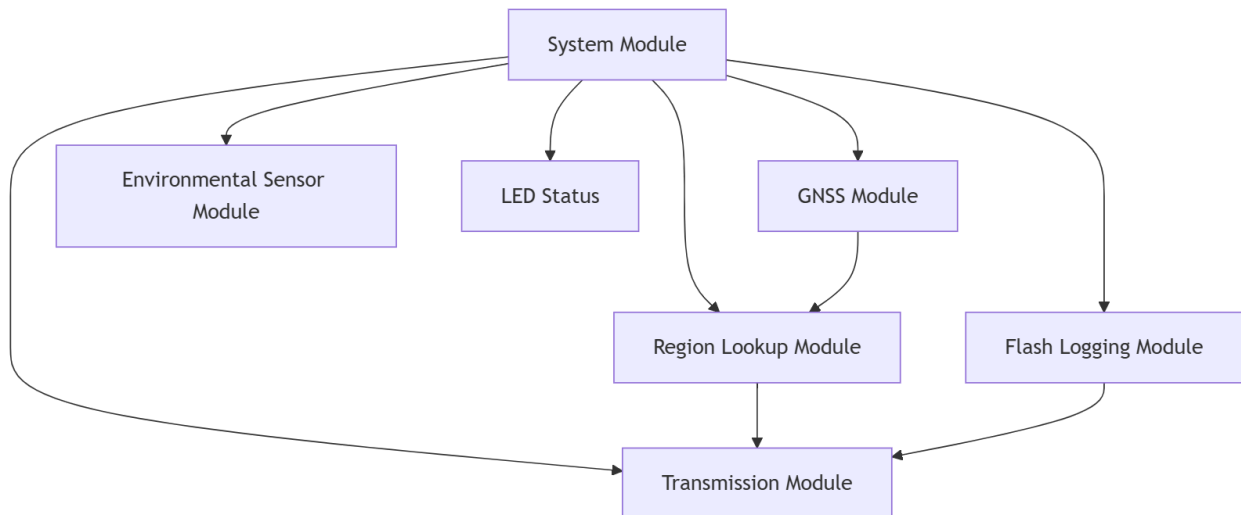 System Module
Environmental Sensor
Module
LED Status
GNSS Module
Region Lookup Module
Flash Logging Module
Transmission Module